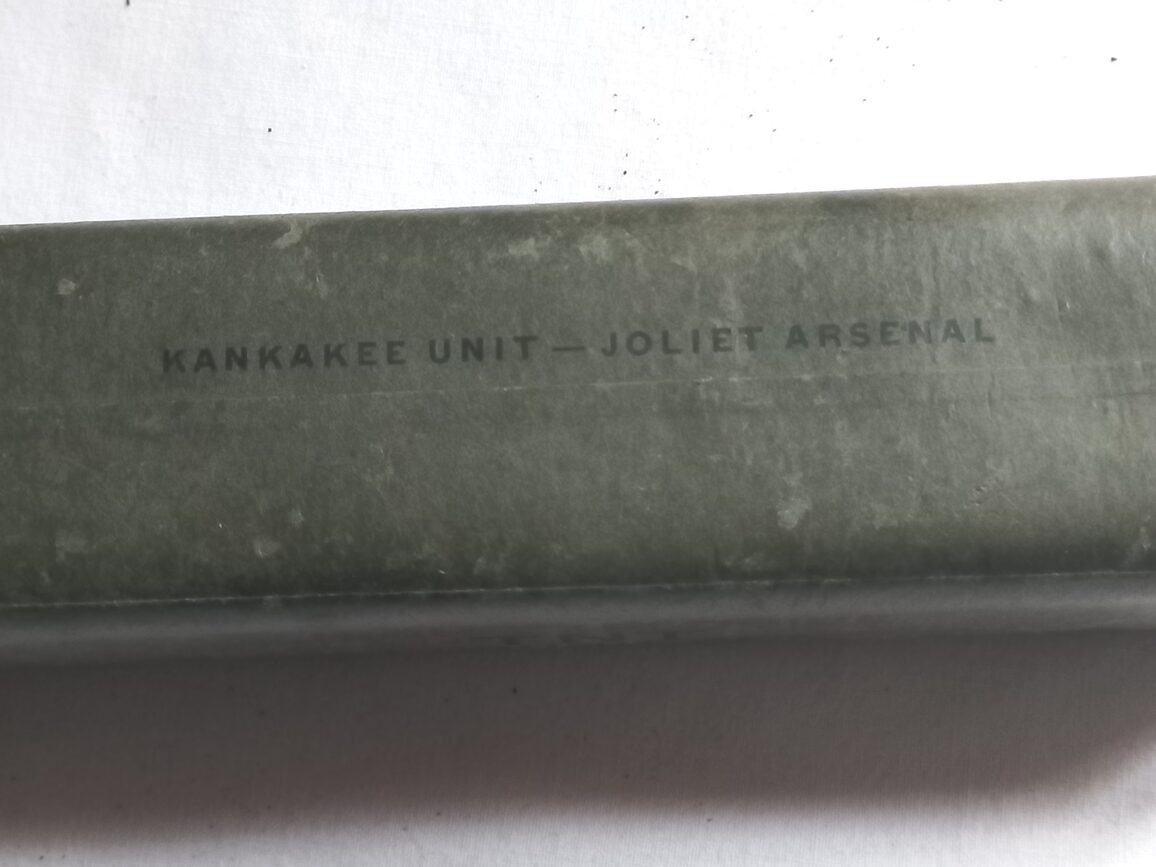 KANKAKEE UNIT — JOLIET ARSENAL